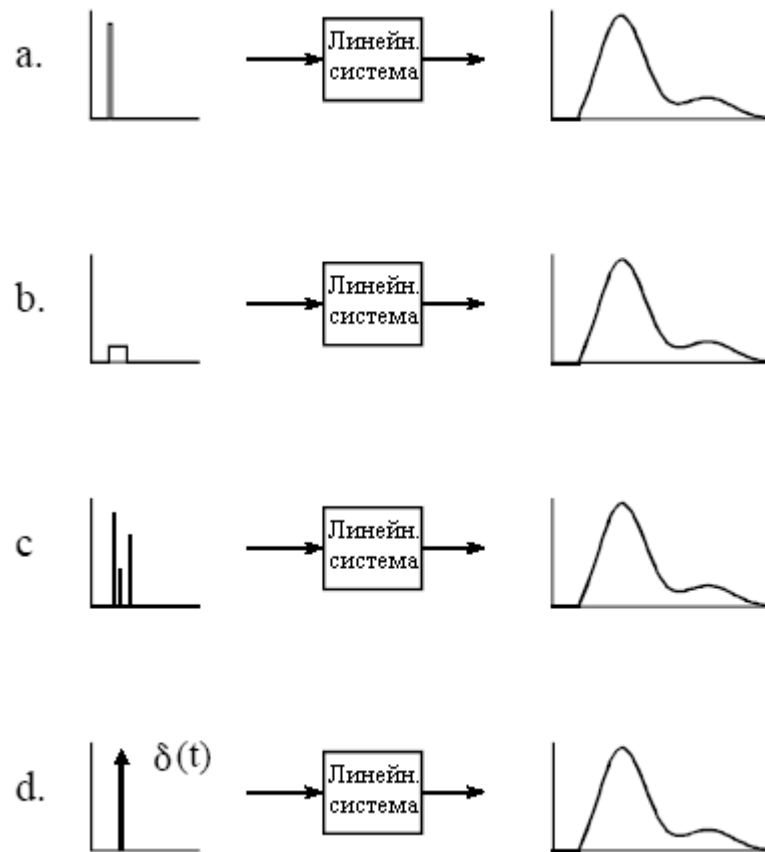 a.
Линейн.
система
b.
Линейн.
система
c
Линейн.
система
d.
δ(t)
Линейн.
система